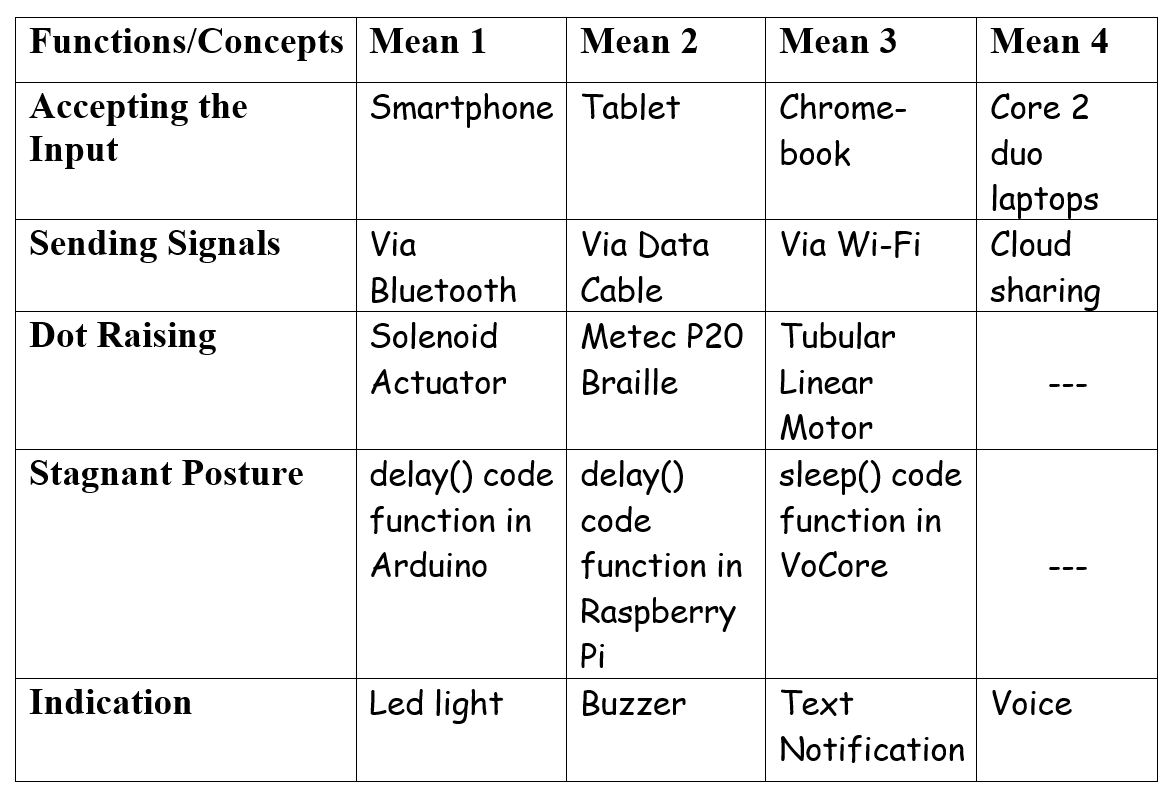 Functions/Concepts Mean 1 Mean 2 Mean 3 Mean 4
Accepting the Smartphone Tablet Chrome- Core 2
Input book duo
laptops
Sending Signals Via Via Data Via Wi-Fi Cloud
Bluetooth Cable sharing
Dot Raising Solenoid Metec P20 Tubular
Actuator Braille Linear ---
Motor
Stagnant Posture delay() code delay() sleep() code
function in code function in
Arduino function in VoCore ---
Raspberry
Pi
Indication Led light Buzzer Text Voice
Notification